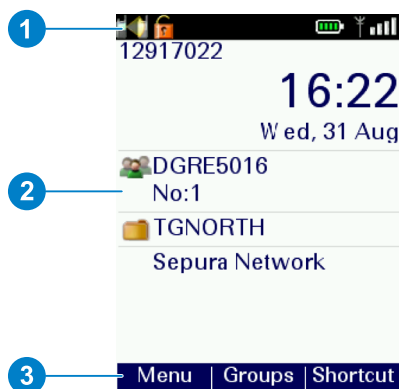 1
12917022
16:22
Wed, 31 Aug
2
DGRE5016
No:1
TGNORTH
Sepura Network
3
Menu Groups Shortcut